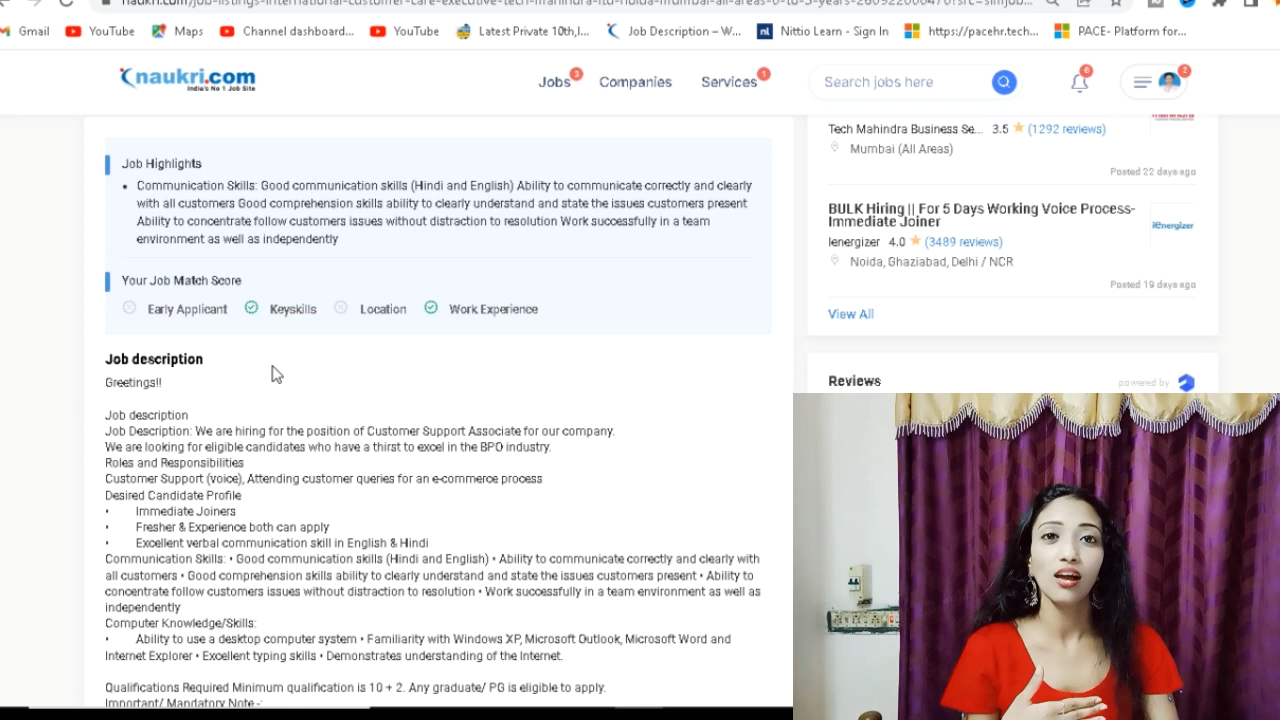 Gmail YouTube Maps Channel dashboard... YouTube Latest Private 10th,I... Job Description – W... Nittio Learn - Sign In https://pacehr.tech... PACE- Platform for...
naukri.com
India's No 1 Job Site
Jobs 3 Companies Services 1 Search jobs here 6 2
Job Highlights
• Communication Skills: Good communication skills (Hindi and English) Ability to communicate correctly and clearly
with all customers Good comprehension skills ability to clearly understand and state the issues customers present
Ability to concentrate follow customers issues without distraction to resolution Work successfully in a team
environment as well as independently
Your Job Match Score
Early Applicant Keyskills Location Work Experience
Job description
Greetings!!
Job description
Job Description: We are hiring for the position of Customer Support Associate for our company.
We are looking for eligible candidates who have a thirst to excel in the BPO industry.
Roles and Responsibilities
Customer Support (voice), Attending customer queries for an e-commerce process
Desired Candidate Profile
• Immediate Joiners
• Fresher & Experience both can apply
• Excellent verbal communication skill in English & Hindi
Communication Skills: • Good communication skills (Hindi and English) • Ability to communicate correctly and clearly with
all customers • Good comprehension skills ability to clearly understand and state the issues customers present • Ability to
concentrate follow customers issues without distraction to resolution • Work successfully in a team environment as well as
independently
Computer Knowledge/Skills:
• Ability to use a desktop computer system • Familiarity with Windows XP, Microsoft Outlook, Microsoft Word and
Internet Explorer • Excellent typing skills • Demonstrates understanding of the Internet.
Qualifications Required Minimum qualification is 10 + 2. Any graduate/ PG is eligible to apply.
Important/ Mandatory Note -:
Tech Mahindra Business Se... 3.5 (1292 reviews)
Mumbai (All Areas)
Posted 22 days ago
BULK Hiring || For 5 Days Working Voice Process-
Immediate Joiner
Ienergizer 4.0 (3489 reviews)
iEnergizer
Noida, Ghaziabad, Delhi / NCR
Posted 19 days ago
View All
Reviews powered by